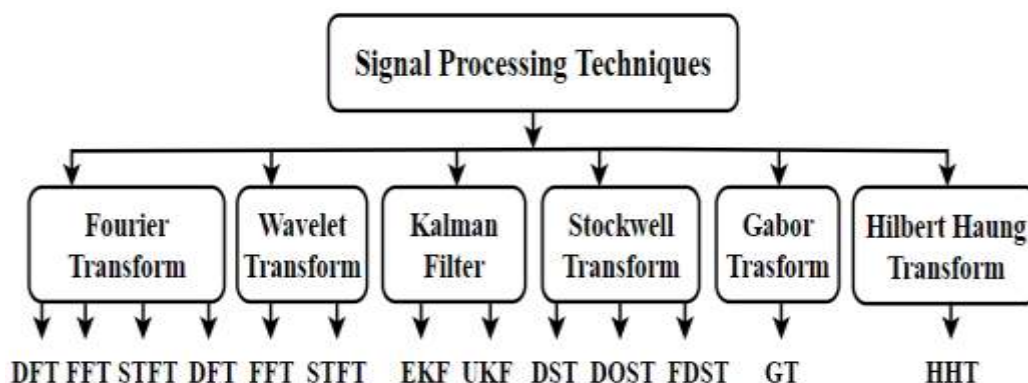 Signal Processing Techniques
Fourier
Transform
Wavelet
Transform
Kalman
Filter
Stockwell
Transform
Gabor
Trasform
Hilbert Haung
Transform
DFT FFT STFT DFT FFT STFT EKF UKF DST DOST FDST GT HHT